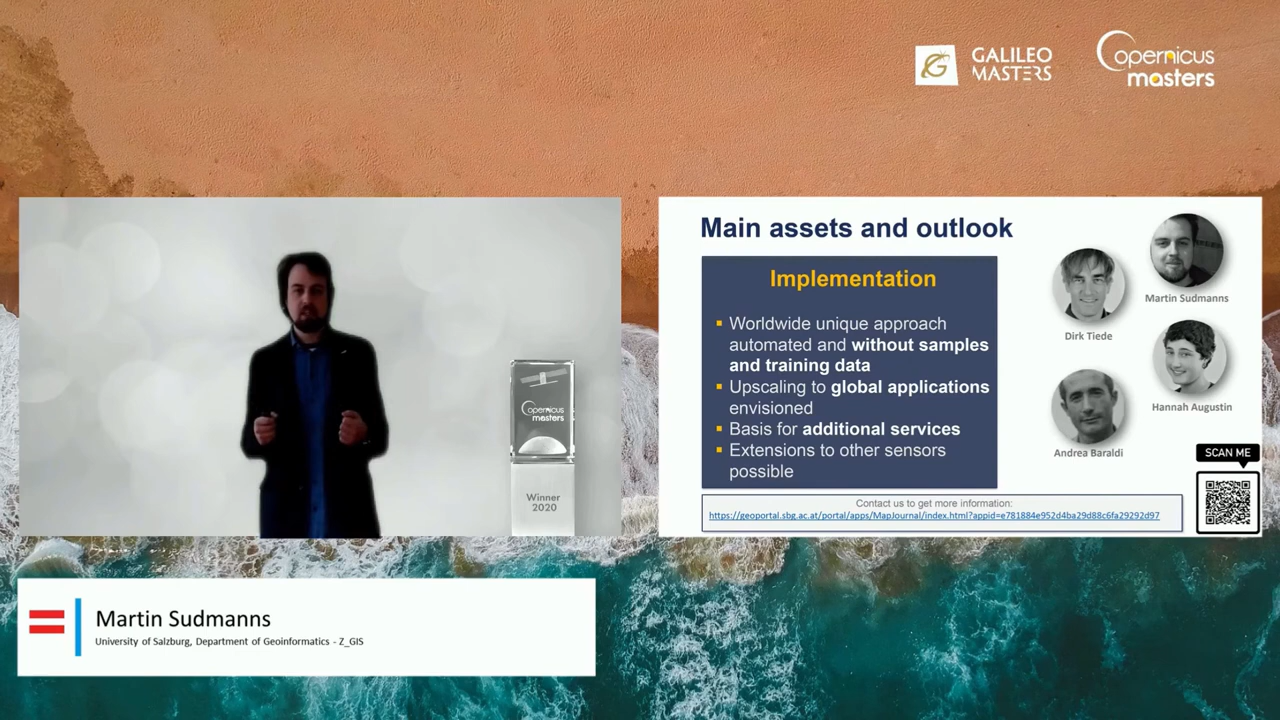 GALILEO
MASTERS
Copernicus
masters
Main assets and outlook
Implementation
Worldwide unique approach
automated and without samples
and training data
Upscaling to global applications
envisioned
Basis for additional services
Extensions to other sensors
possible
Martin Sudmanns
Dirk Tiede
Hannah Augustin
Andrea Baraldi
SCAN ME
Contact us to get more information:
https://geoportal.sbg.ac.at/portal/apps/MapJournal/index.html?appid=e781884e952d4ba29d88c6fa29292d97
Copernicus
masters
Winner
2020
Martin Sudmanns
University of Salzburg, Department of Geoinformatics - Z_GIS